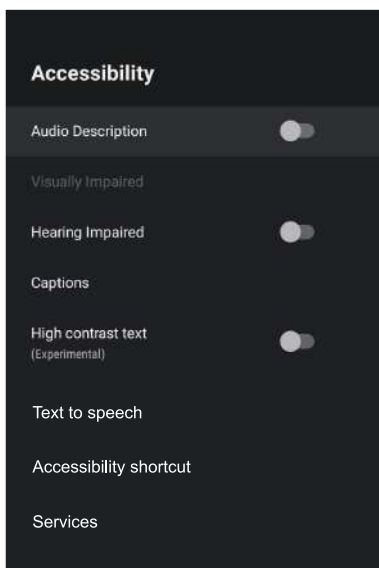 Accessibility
Audio Description
Visually Impaired
Hearing Impaired
Captions
High contrast text
(Experimental)
Text to speech
Accessibility shortcut
Services